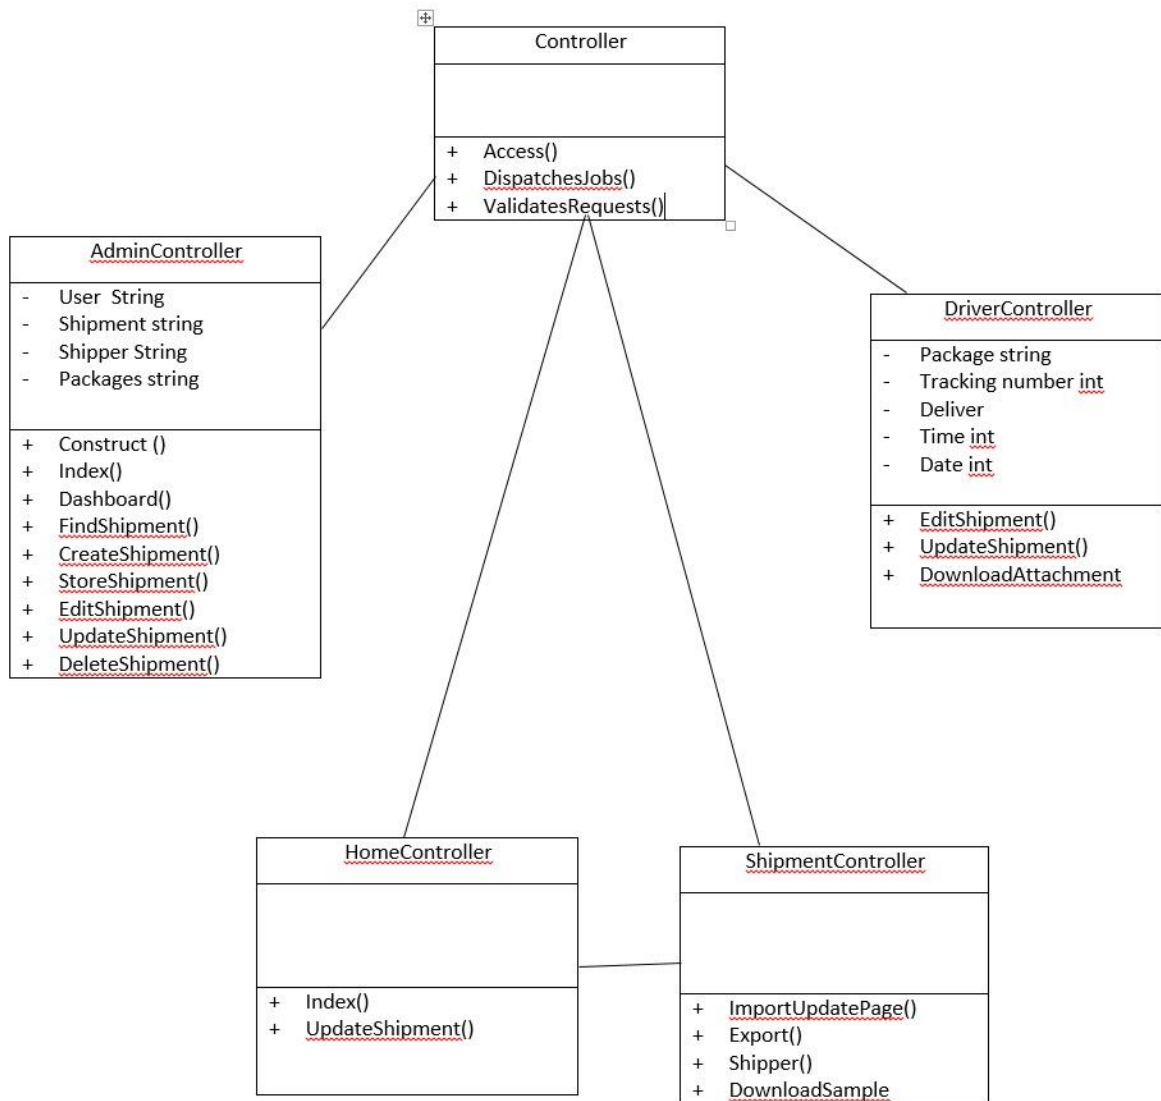 Controller
+ Access()
+ DispatchesJobs()
+ ValidatesRequests()
AdminController
- User String
- Shipment string
- Shipper String
- Packages string
+ Construct ()
+ Index()
+ Dashboard()
+ FindShipment()
+ CreateShipment()
+ StoreShipment()
+ EditShipment()
+ UpdateShipment()
+ DeleteShipment()
DriverController
- Package string
- Tracking number int
- Deliver
- Time int
- Date int
+ EditShipment()
+ UpdateShipment()
+ DownloadAttachment
HomeController
+ Index()
+ UpdateShipment()
ShipmentController
+ ImportUpdatePage()
+ Export()
+ Shipper()
+ DownloadSample